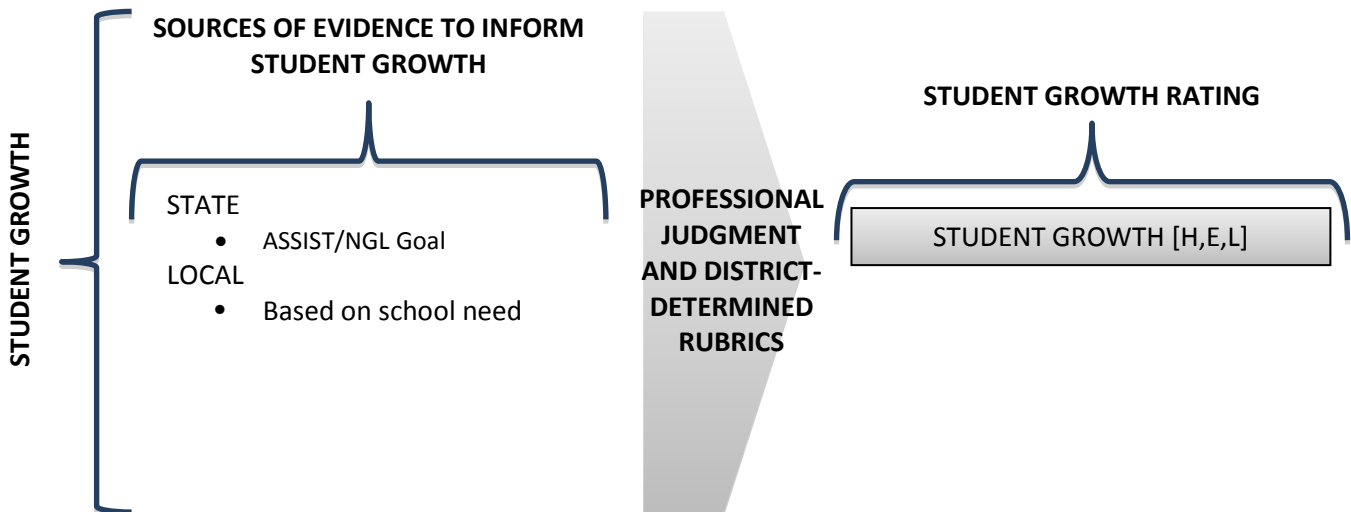 STUDENT GROWTH
SOURCES OF EVIDENCE TO INFORM
STUDENT GROWTH
STATE
• ASSIST/NGL Goal
LOCAL
• Based on school need
PROFESSIONAL
JUDGMENT
AND DISTRICT-
DETERMINED
RUBRICS
STUDENT GROWTH RATING
STUDENT GROWTH [H,E,L]